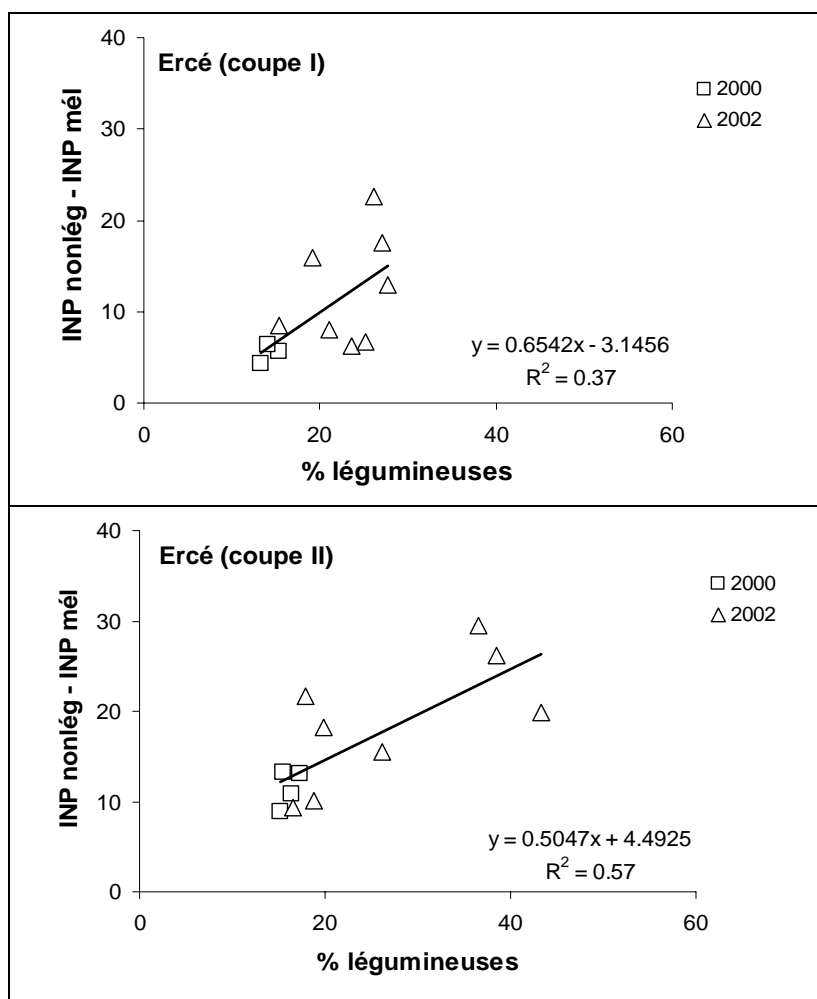 Ercé (coupe I)
40
30
20
10
0
INP nonlég - INP mél
2000
2002
y = 0.6542x - 3.1456
R² = 0.37
0 20 40 60
% légumineuses
Ercé (coupe II)
40
30
20
10
0
INP nonlég - INP mél
2000
2002
y = 0.5047x + 4.4925
R² = 0.57
0 20 40 60
% légumineuses